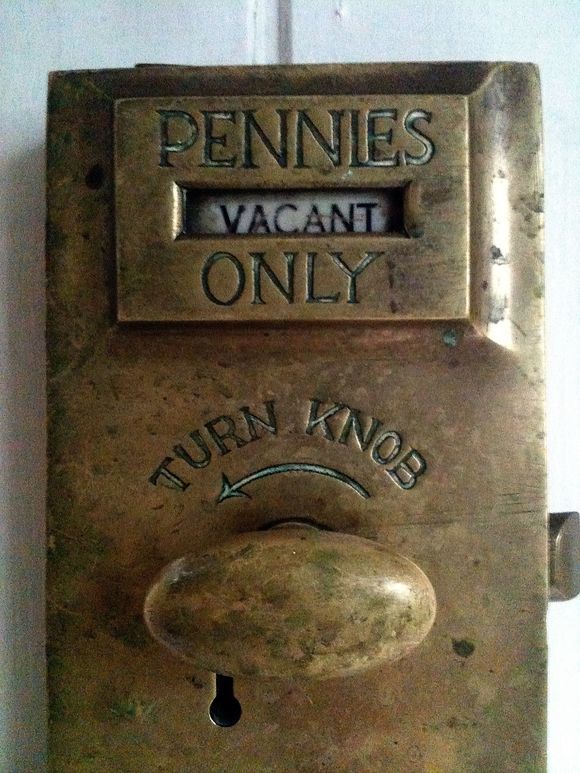 PENNIES
VACANT
ONLY
TURN KNOB